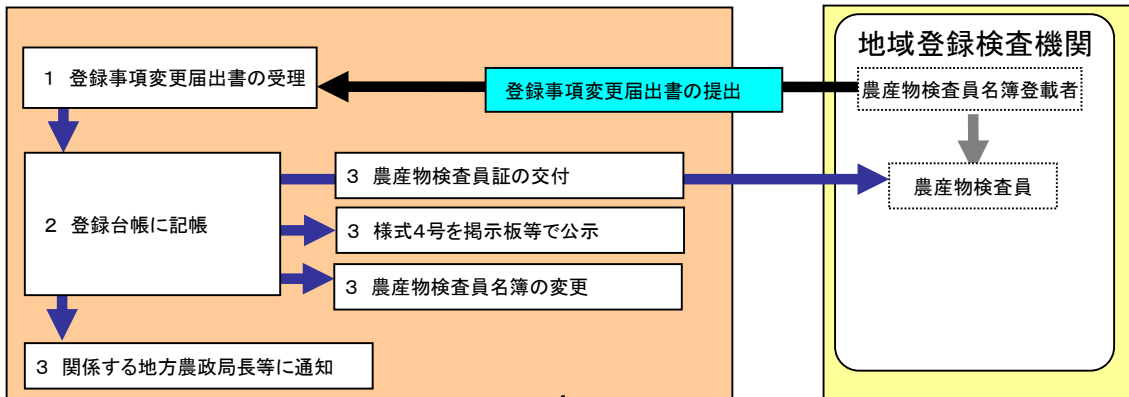 地域登録検査機関
1 登録事項変更届出書の受理
登録事項変更届出書の提出
農産物検査員名簿登載者
2 登録台帳に記帳
3 農産物検査員証の交付
農産物検査員
3 様式4号を掲示板等で公示
3 農産物検査員名簿の変更
3 関係する地方農政局長等に通知